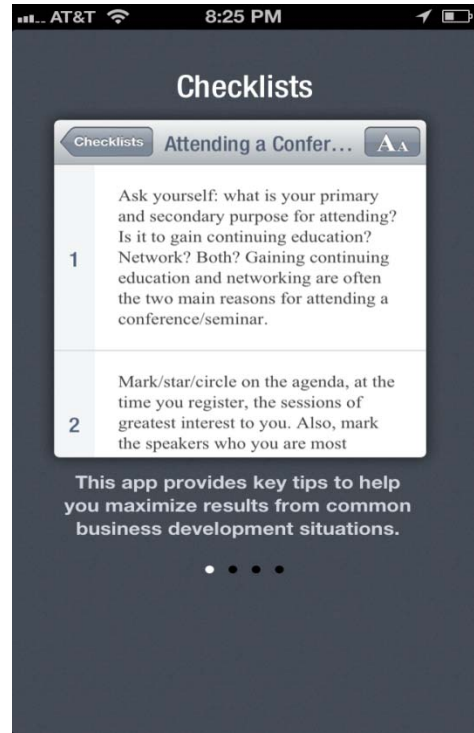 AT&T 8:25 PM
Checklists
Checklists Attending a Confer... AA
Ask yourself: what is your primary
and secondary purpose for attending?
Is it to gain continuing education?
1 Network? Both? Gaining continuing
education and networking are often
the two main reasons for attending a
conference/seminar.
Mark/star/circle on the agenda, at the
time you register, the sessions of
2 greatest interest to you. Also, mark
the speakers who you are most
This app provides key tips to help
you maximize results from common
business development situations.